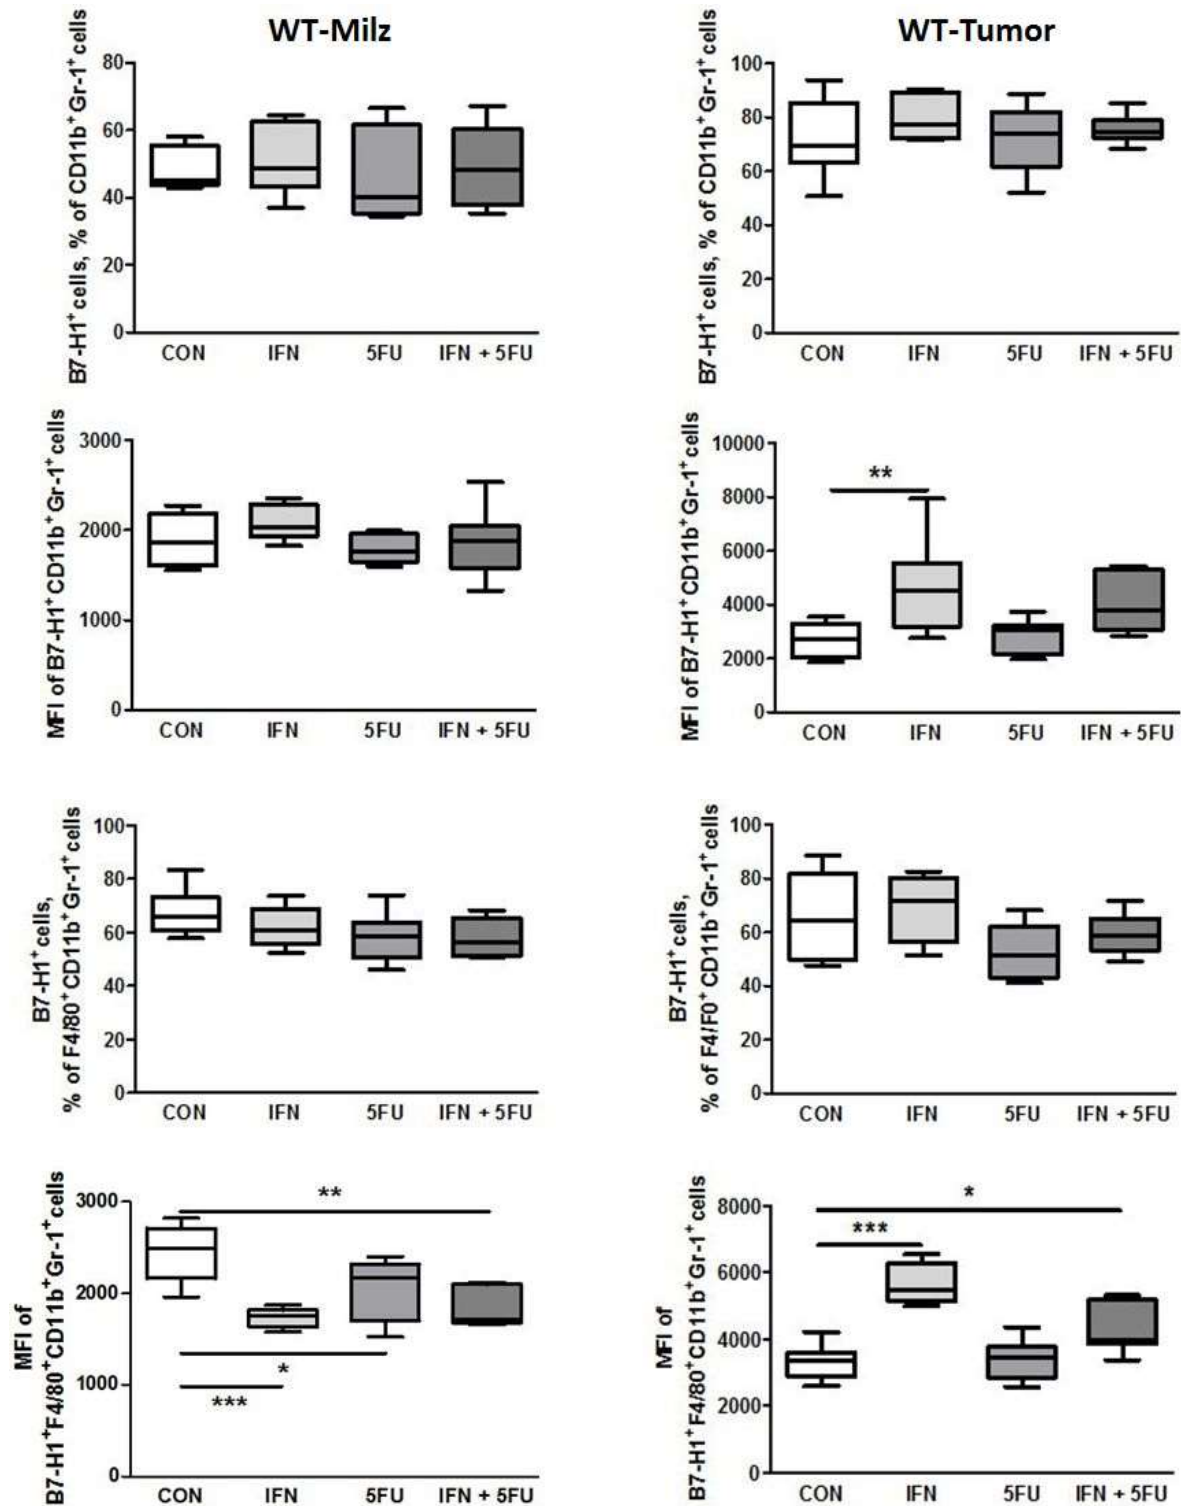 WT-Milz
B7-H1⁺ cells, % of CD11b⁺Gr-1⁺ cells
80
60
40
20
0
CON IFN 5FU IFN + 5FU
WT-Tumor
B7-H1⁺ cells, % of CD11b⁺Gr-1⁺ cells
100
80
60
40
20
0
CON IFN 5FU IFN + 5FU
MFI of B7-H1⁺CD11b⁺Gr-1⁺cells
3000
2000
1000
0
CON IFN 5FU IFN + 5FU
MFI of B7-H1⁺CD11b⁺Gr-1⁺cells
10000
8000
6000
4000
2000
0
**
CON IFN 5FU IFN + 5FU
B7-H1⁺cells,
% of F4/80⁺CD11b⁺Gr-1⁺cells
100
80
60
40
20
0
CON IFN 5FU IFN + 5FU
B7-H1⁺cells,
% of F4/F0⁺CD11b⁺Gr-1⁺cells
100
80
60
40
20
0
CON IFN 5FU IFN + 5FU
MFI of
B7-H1⁺F4/80⁺CD11b⁺Gr-1⁺cells
3000
2000
1000
0
**
*
***
CON IFN 5FU IFN + 5FU
MFI of
B7-H1⁺F4/80⁺CD11b⁺Gr-1⁺cells
8000
6000
4000
2000
0
*
***
CON IFN 5FU IFN + 5FU